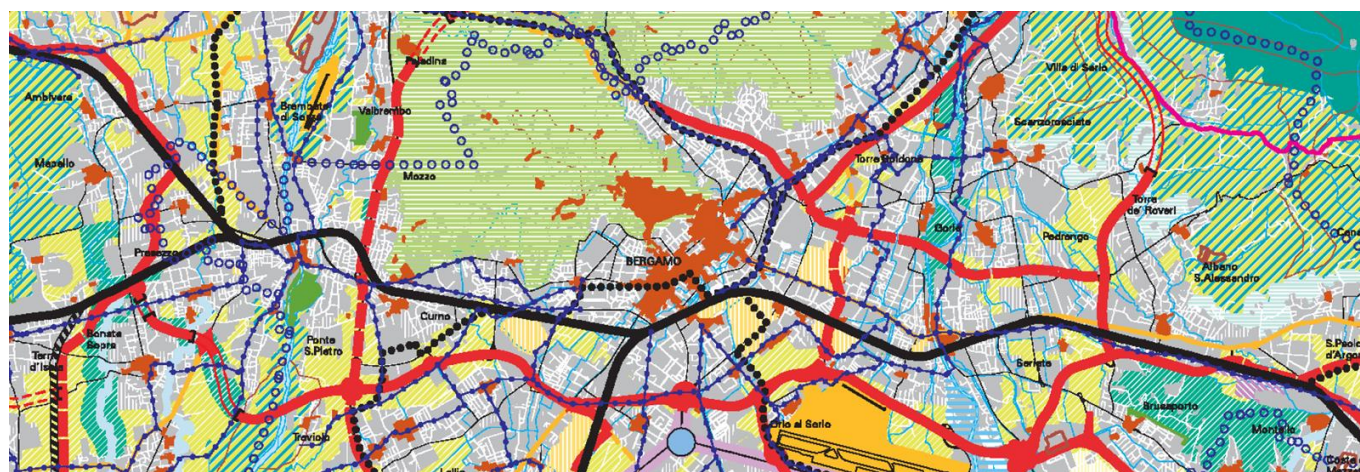 Paladina
Villa di Serio
Ambivere
Brembate
di Sopra
Valbrembo
Scanzorosciate
Mapello
Mozzo
Torre Boldone
Torre
de' Roveri
Presezzo
Gorle
Pedrengo
BERGAMO
Albano
S.Alessandro
Curno
Bonate
Sopra
Ponte
S.Pietro
Terno
d'Isola
Seriate
S.Paolo
d'Argon
Brusaporto
Treviolo
Orio al Serio
Montello
Lallio
Costa